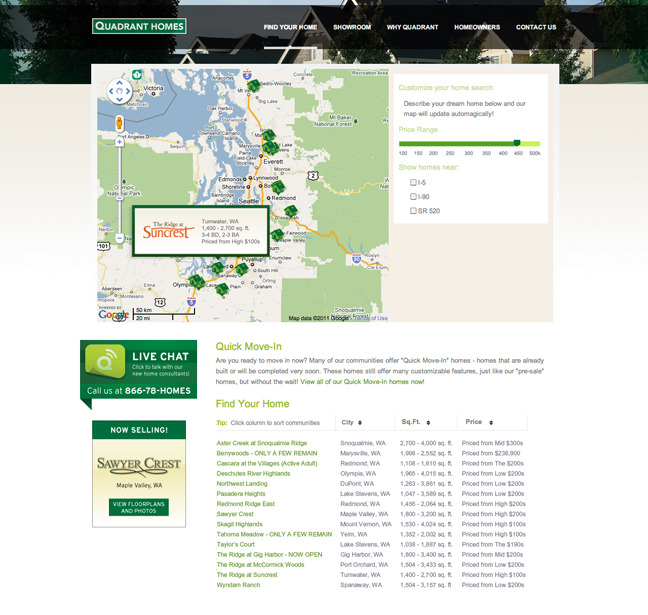 QUADRANT HOMES
FIND YOUR HOME SHOWROOM WHY QUADRANT HOMEOWNERS CONTACT US
Customize your home search
Describe your dream home below and our
map will update automagically!
Price Range
100 150 200 250 300 350 400 450 500k
Show homes near:
I-5
I-90
SR 520
Victoria
Anacortes
Concrete
Sedro-Woolley
Recreation Area
Big Lake
Oak Harbor
Mt Baker
National Forest
Marysville
Everett
Edmonds
Lynnwood
Shoreline
Bothell
2
Seattle
Redmond
Olympic
National Park
Issaquah
Maple Valley
The Ridge at
Suncrest
Tumwater, WA
1,400 - 2,700 sq. ft.
3-4 BD, 2-3 BA
Priced from High $100s
101
90
Puyallup
South Hill
Orting
Graham
Olympia
Aberdeen
Montesano
12
Snoqualmie
National Forest
POWERED BY
Google
50 km
20 mi
Map data ©2011 Google - Terms of Use
LIVE CHAT
Click to talk with our
new home consultants!
Call us at 866-78-HOMES
NOW SELLING!
SAWYER CREST
Maple Valley, WA
VIEW FLOORPLANS
AND PHOTOS
Quick Move-In
Are you ready to move in now? Many of our communities offer "Quick Move-In" homes - homes that are already
built or will be completed very soon. These homes still offer many customizable features, just like our "pre-sale"
homes, but without the wait! View all of our Quick Move-In homes now!
Find Your Home
Tip: Click column to sort communities City Sq.Ft. Price
Aster Creek at Snoqualmie Ridge Snoqualmie, WA 2,700 - 4,000 sq. ft. Priced from Mid $300s
Berrywoods - ONLY A FEW REMAIN Marysville, WA 1,998 - 2,552 sq. ft. Priced from $238,900
Cascara at the Villages (Active Adult) Redmond, WA 1,108 - 1,610 sq. ft. Priced from The $200s
Deschutes River Highlands Olympia, WA 1,965 - 4,015 sq. ft. Priced from Low $200s
Northwest Landing DuPont, WA 1,263 - 3,861 sq. ft. Priced from Low $200s
Pasadera Heights Lake Stevens, WA 1,047 - 3,589 sq. ft. Priced from Low $200s
Redmond Ridge East Redmond, WA 1,456 - 2,064 sq. ft. Priced from High $200s
Sawyer Crest Maple Valley, WA 1,800 - 3,200 sq. ft. Priced from High $200s
Skagit Highlands Mount Vernon, WA 1,530 - 4,024 sq. ft. Priced from High $100s
Tahoma Meadow - ONLY A FEW REMAIN Yelm, WA 1,352 - 2,002 sq. ft. Priced from High $100s
Taylor's Court Lake Stevens, WA 1,038 - 1,887 sq. ft. Priced from The $190s
The Ridge at Gig Harbor - NOW OPEN Gig Harbor, WA 1,800 - 3,400 sq. ft. Priced from Mid $200s
The Ridge at McCormick Woods Port Orchard, WA 1,504 - 3,433 sq. ft. Priced from Low $200s
The Ridge at Suncrest Tumwater, WA 1,400 - 2,700 sq. ft. Priced from High $100s
Wyndam Ranch Spanaway, WA 1,504 - 3,157 sq. ft. Priced from Low $200s